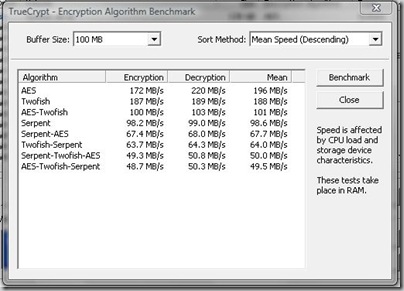 TrueCrypt - Encryption Algorithm Benchmark
Buffer Size: 100 MB Sort Method: Mean Speed (Descending)
Algorithm Encryption Decryption Mean
AES 172 MB/s 220 MB/s 196 MB/s
Twofish 187 MB/s 189 MB/s 188 MB/s
AES-Twofish 100 MB/s 103 MB/s 101 MB/s
Serpent 98.2 MB/s 99.0 MB/s 98.6 MB/s
Serpent-AES 67.4 MB/s 68.0 MB/s 67.7 MB/s
Twofish-Serpent 63.7 MB/s 64.3 MB/s 64.0 MB/s
Serpent-Twofish-AES 49.3 MB/s 50.8 MB/s 50.0 MB/s
AES-Twofish-Serpent 48.7 MB/s 50.3 MB/s 49.5 MB/s
Benchmark
Close
Speed is affected
by CPU load and
storage device
characteristics.
These tests take
place in RAM.